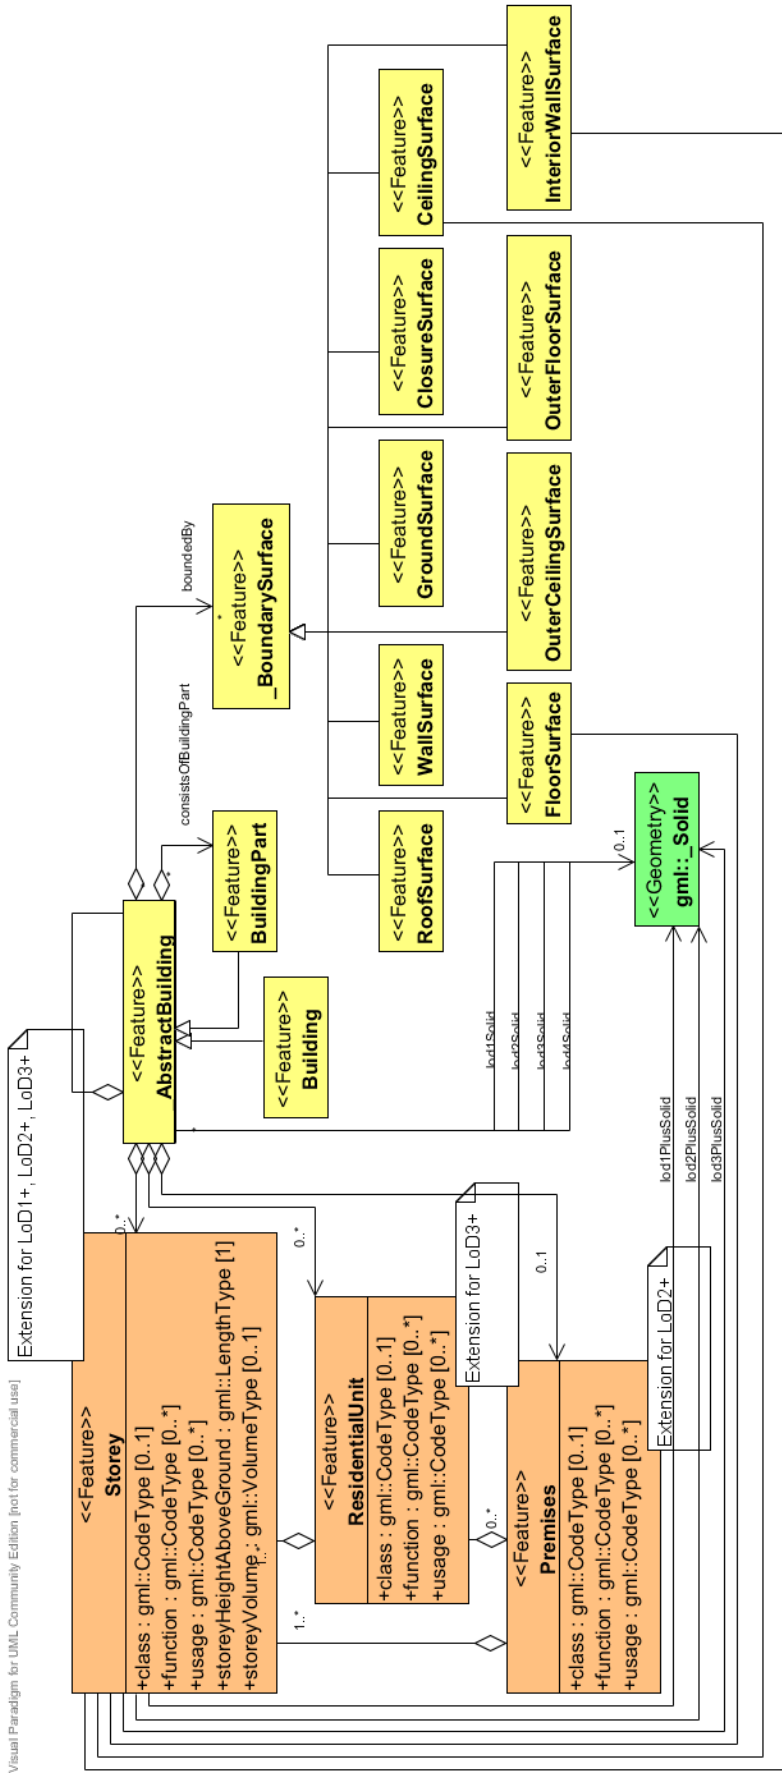 Visual Paradigm for UML Community Edition [not for commercial use]
Extension for LoD1+, LoD2+, LoD3+
<<Feature>>
Storey
+class : gml::CodeType [0..1]
+function : gml::CodeType [0..*]
+usage : gml::CodeType [0..*]
+storeyHeightAboveGround : gml::LengthType [1]
+storeyVolume : gml::VolumeType [0..1]
0..*
<<Feature>>
AbstractBuilding
*
*
consistsOfBuildingPart
boundedBy
*
<<Feature>>
BuildingPart
<<Feature>>
_BoundarySurface
<<Feature>>
Building
1..*
0..*
<<Feature>>
ResidentialUnit
+class : gml::CodeType [0..1]
+function : gml::CodeType [0..*]
+usage : gml::CodeType [0..*]
Extension for LoD3+
0..*
0..1
<<Feature>>
Premises
+class : gml::CodeType [0..1]
+function : gml::CodeType [0..*]
+usage : gml::CodeType [0..*]
Extension for LoD2+
<<Feature>>
RoofSurface
<<Feature>>
WallSurface
<<Feature>>
GroundSurface
<<Feature>>
ClosureSurface
<<Feature>>
CeilingSurface
<<Feature>>
FloorSurface
<<Feature>>
OuterCeilingSurface
<<Feature>>
OuterFloorSurface
<<Feature>>
InteriorWallSurface
lod1Solid
lod2Solid
lod3Solid
lod4Solid
0..1
<<Geometry>>
gml::_Solid
lod1PlusSolid
lod2PlusSolid
lod3PlusSolid